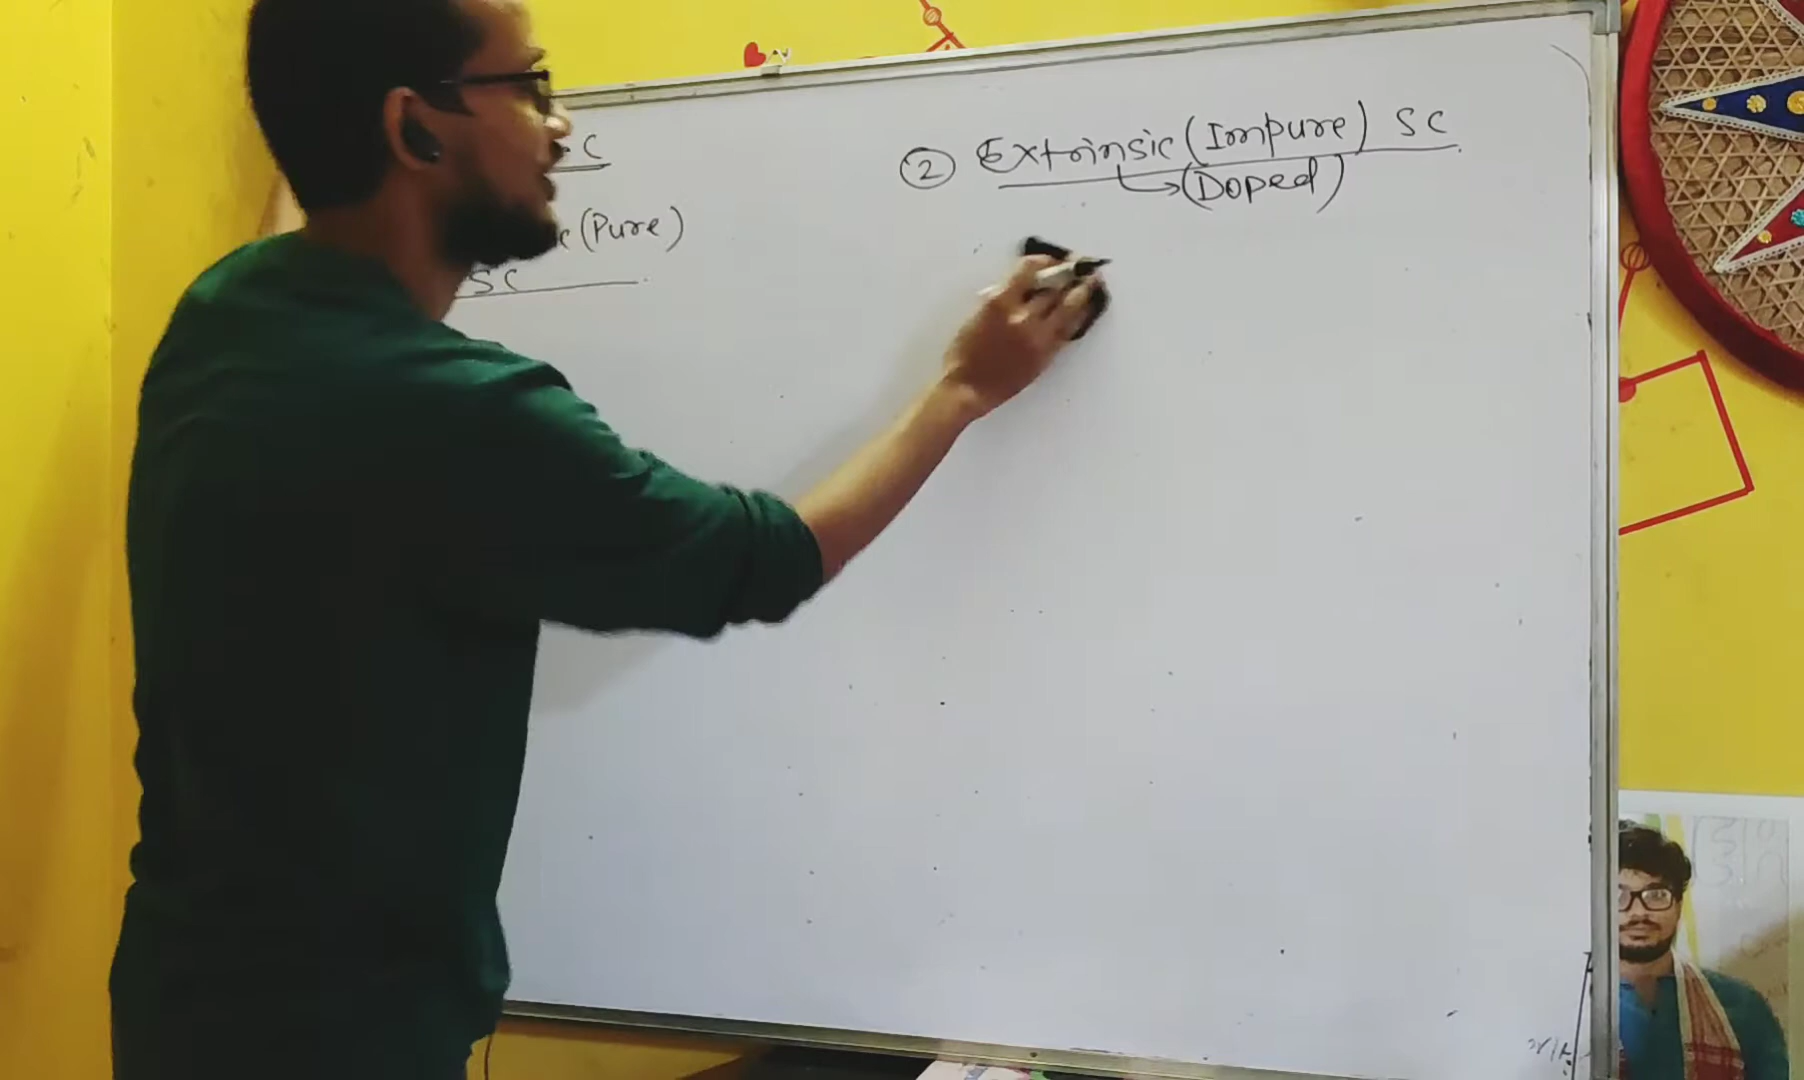 C
(Pure)
SC
② Extrinsic (Impure) SC
(Doped)